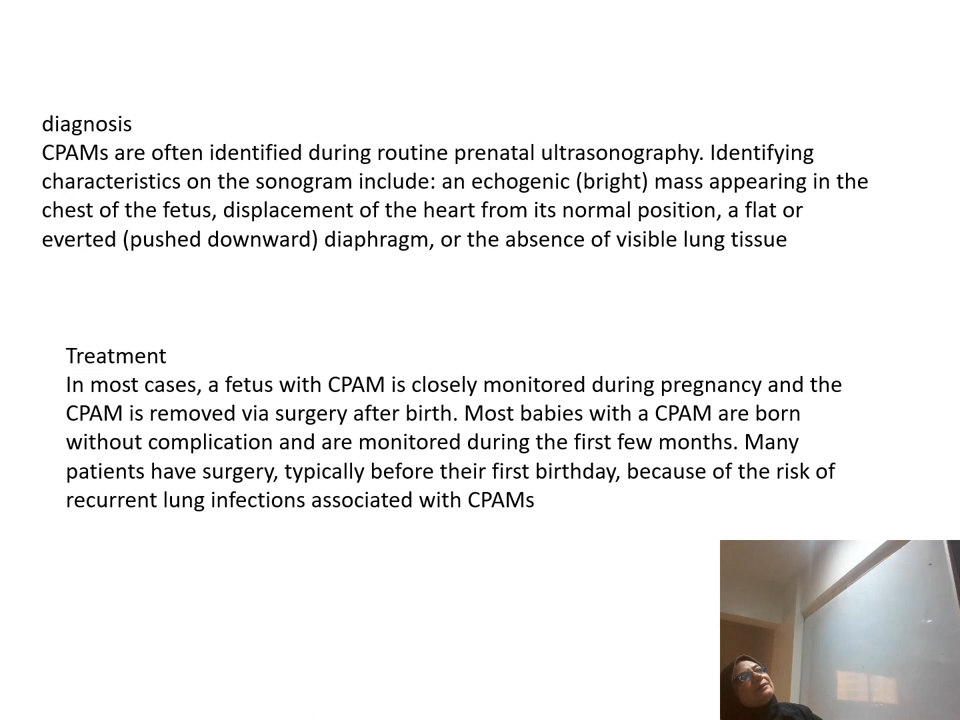 diagnosis
CPAMs are often identified during routine prenatal ultrasonography. Identifying
characteristics on the sonogram include: an echogenic (bright) mass appearing in the
chest of the fetus, displacement of the heart from its normal position, a flat or
everted (pushed downward) diaphragm, or the absence of visible lung tissue
Treatment
In most cases, a fetus with CPAM is closely monitored during pregnancy and the
CPAM is removed via surgery after birth. Most babies with a CPAM are born
without complication and are monitored during the first few months. Many
patients have surgery, typically before their first birthday, because of the risk of
recurrent lung infections associated with CPAMs